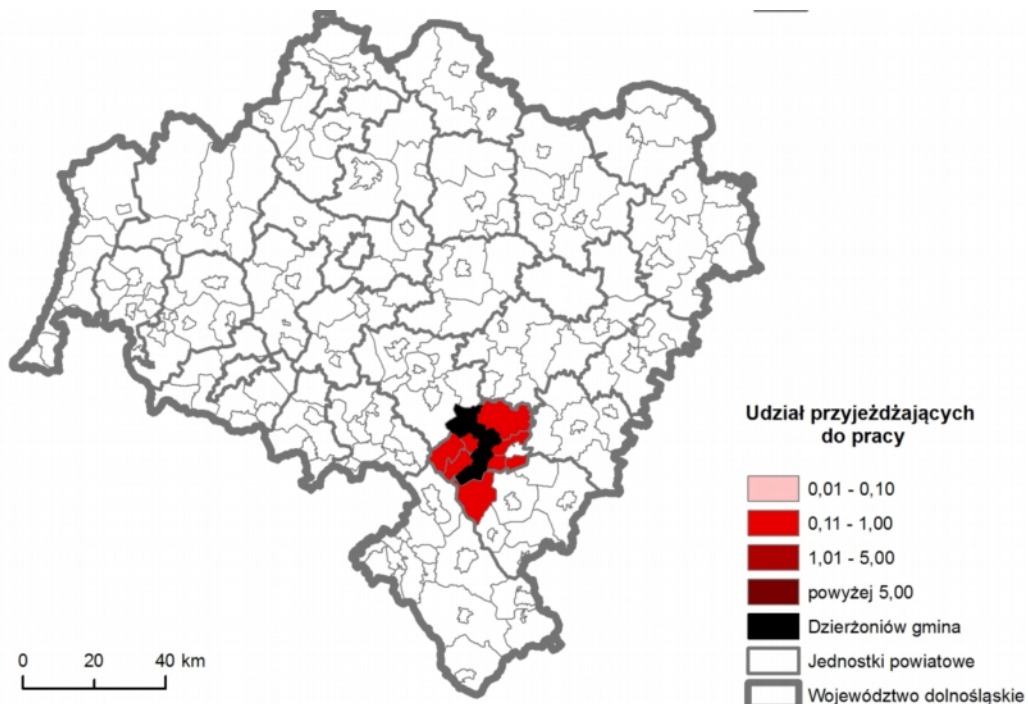 Udział przyjeżdżających
do pracy
0,01 - 0,10
0,11 - 1,00
1,01 - 5,00
powyżej 5,00
Dzierżoniów gmina
Jednostki powiatowe
Województwo dolnośląskie
0 20 40 km